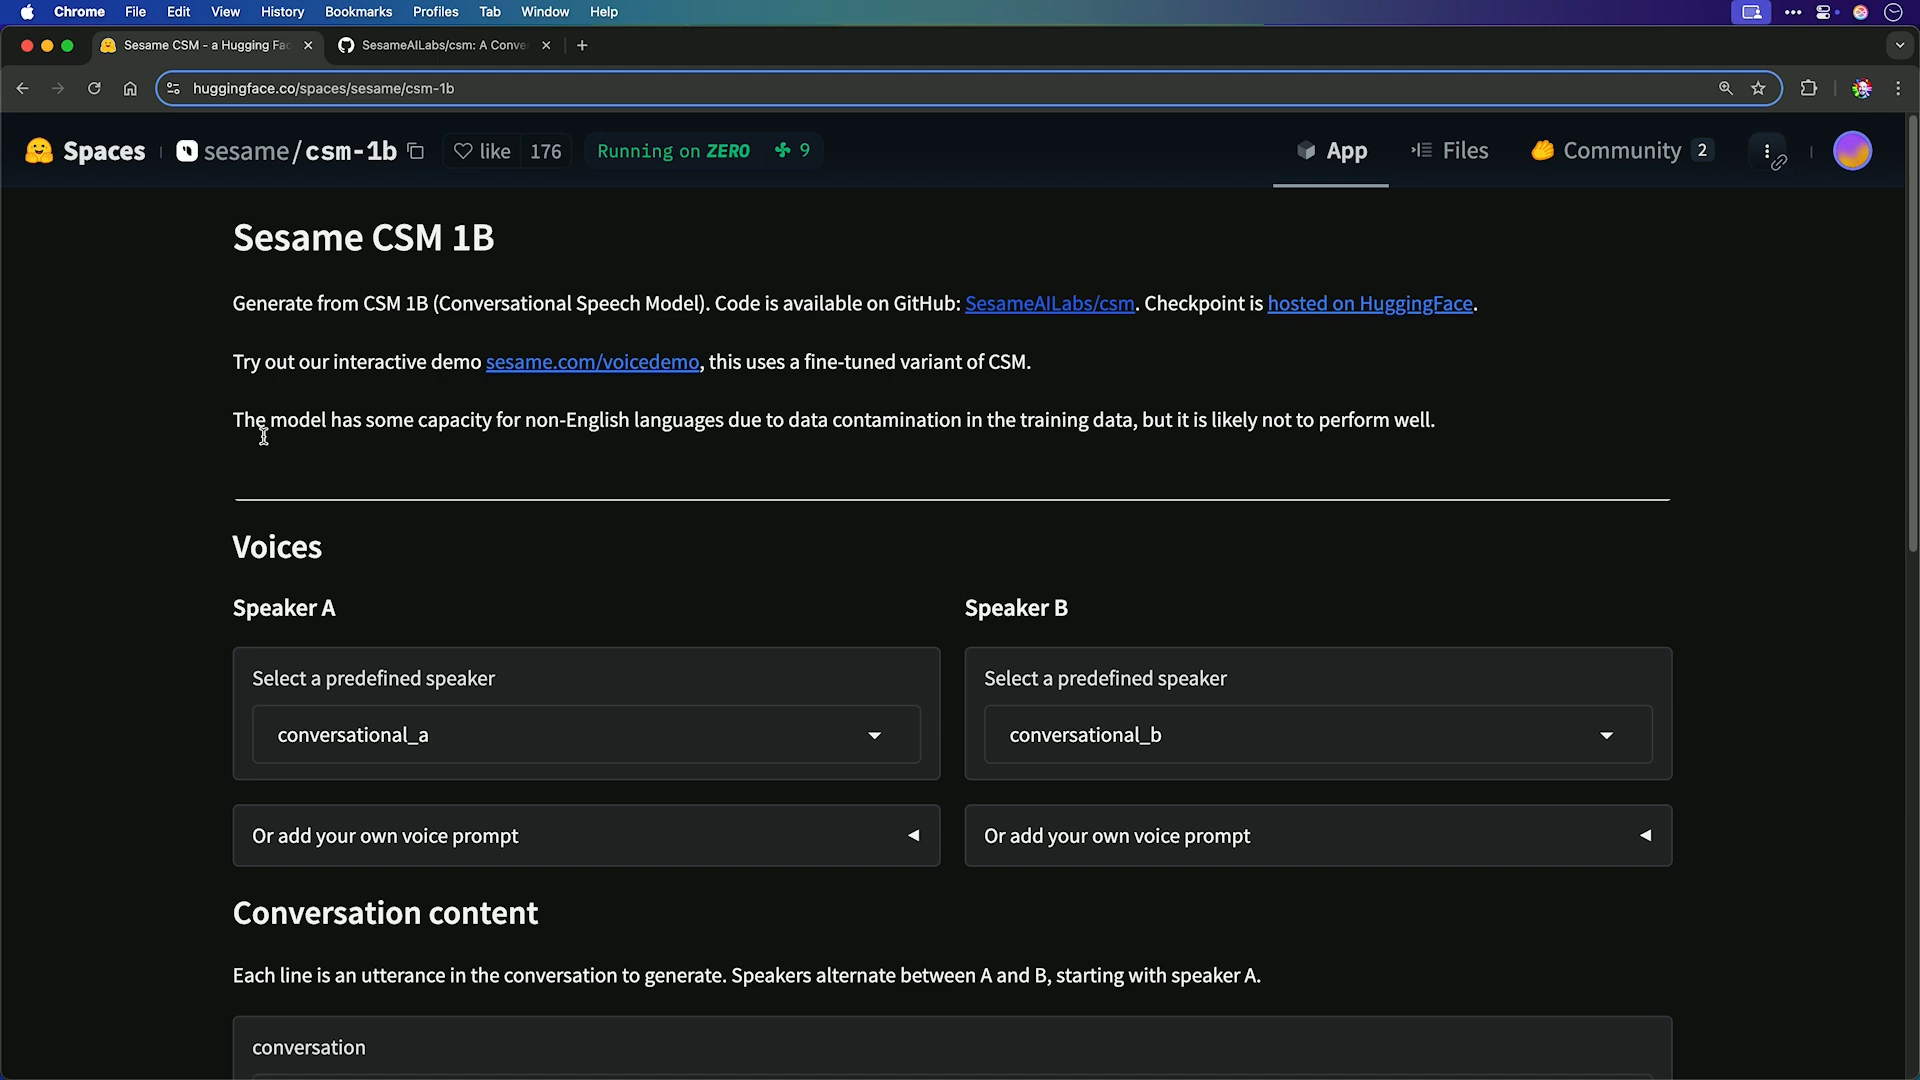 Chrome File Edit View History Bookmarks Profiles Tab Window Help
Sesame CSM - a Hugging Fac
SesameAILabs/csm: A Conve
huggingface.co/spaces/sesame/csm-1b
Spaces sesame/csm-1b like 176 Running on ZERO 9 App Files Community 2
Sesame CSM 1B
Generate from CSM 1B (Conversational Speech Model). Code is available on GitHub: SesameAILabs/csm. Checkpoint is hosted on HuggingFace.
Try out our interactive demo sesame.com/voicedemo, this uses a fine-tuned variant of CSM.
The model has some capacity for non-English languages due to data contamination in the training data, but it is likely not to perform well.
Voices
Speaker A
Speaker B
Select a predefined speaker
Select a predefined speaker
conversational_a
conversational_b
Or add your own voice prompt
Or add your own voice prompt
Conversation content
Each line is an utterance in the conversation to generate. Speakers alternate between A and B, starting with speaker A.
conversation